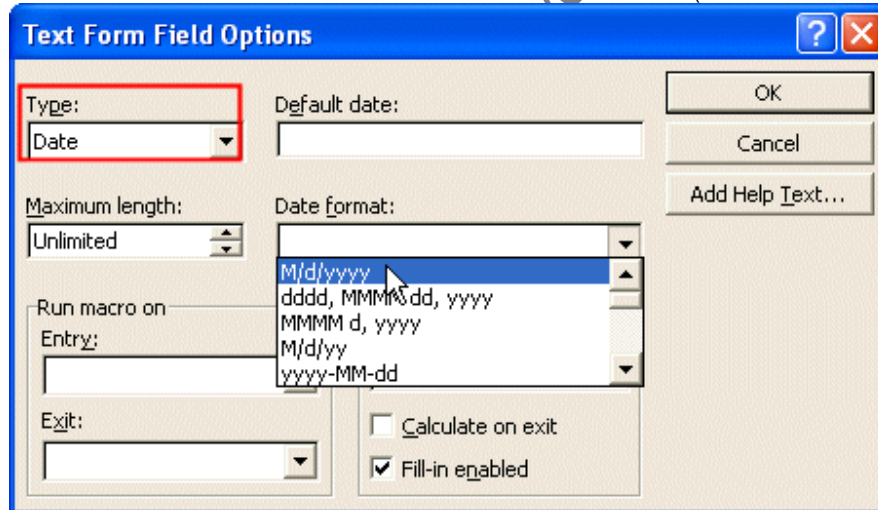 Text Form Field Options
Type:
Date
Default date:
OK
Cancel
Add Help Text...
Maximum length:
Unlimited
Date format:
M/d/yyyy
dddd, MMMM dd, yyyy
MMMM d, yyyy
M/d/yy
yyyy-MM-dd
Run macro on
Entry:
Exit:
Calculate on exit
Fill-in enabled